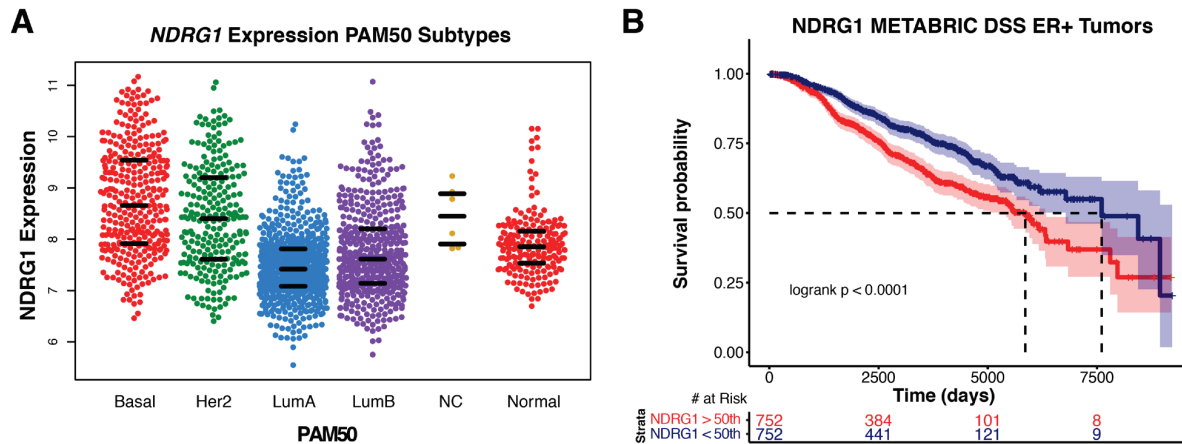 A
NDRG1 Expression PAM50 Subtypes
NDRG1 Expression
11
10
9
8
7
6
Basal Her2 LumA LumB NC Normal
PAM50
B
NDRG1 METABRIC DSS ER+ Tumors
Survival probability
1.00
0.75
0.50
0.25
0.00
logrank p < 0.0001
0 2500 5000 7500
Time (days)
# at Risk
Strata
NDRG1 > 50th 752 384 101 8
NDRG1 < 50th 752 441 121 9